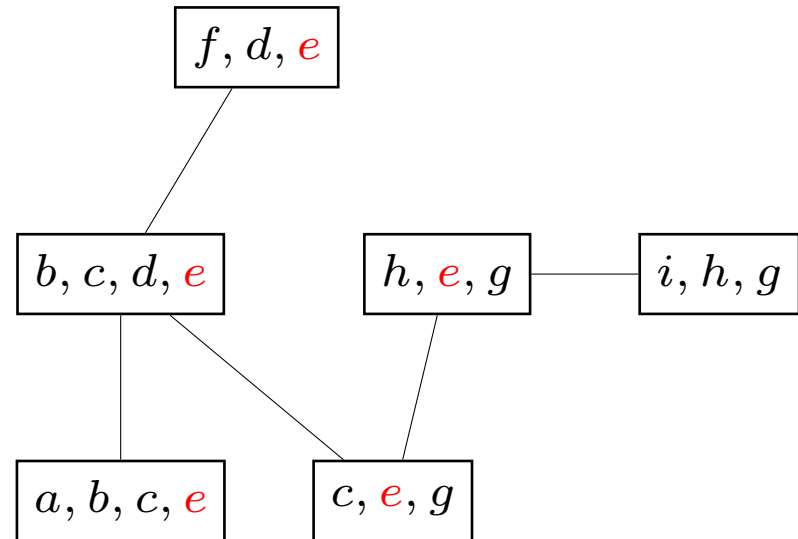 f, d, e
b, c, d, e
h, e, g
i, h, g
a, b, c, e
c, e, g